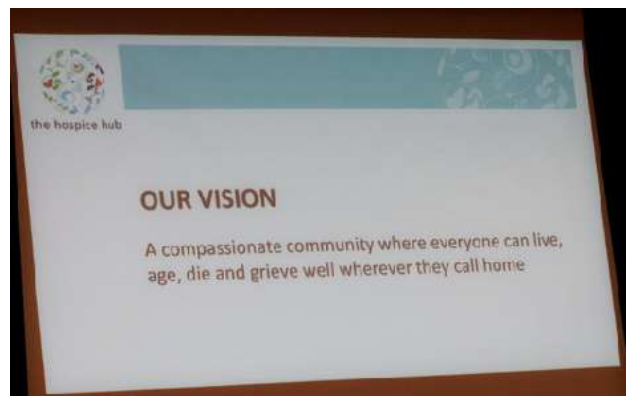 the hospice hub
OUR VISION
A compassionate community where everyone can live,
age, die and grieve well wherever they call home